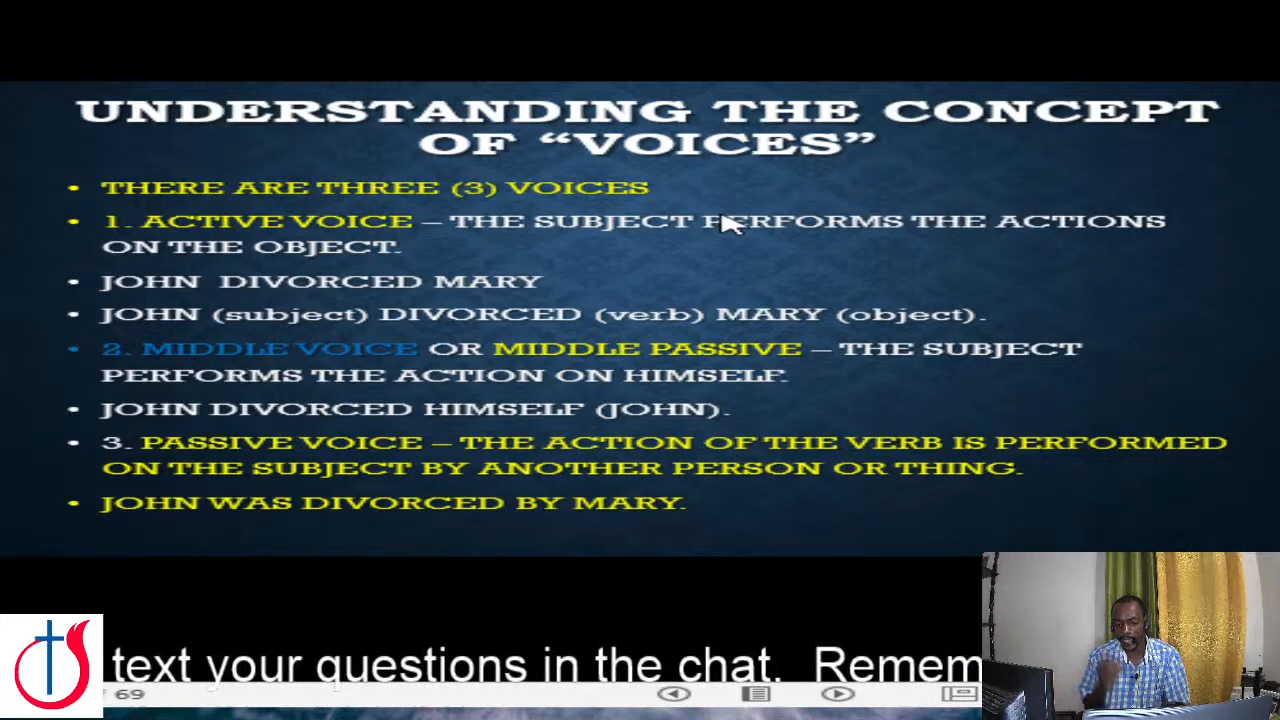 UNDERSTANDING THE CONCEPT
OF “VOICES”
• THERE ARE THREE (3) VOICES
• 1. ACTIVE VOICE – THE SUBJECT PERFORMS THE ACTIONS
ON THE OBJECT.
• JOHN DIVORCED MARY
• JOHN (subject) DIVORCED (verb) MARY (object).
• 2. MIDDLE VOICE OR MIDDLE PASSIVE – THE SUBJECT
PERFORMS THE ACTION ON HIMSELF.
• JOHN DIVORCED HIMSELF (JOHN).
• 3. PASSIVE VOICE – THE ACTION OF THE VERB IS PERFORMED
ON THE SUBJECT BY ANOTHER PERSON OR THING.
• JOHN WAS DIVORCED BY MARY.
text your questions in the chat. Remem
69